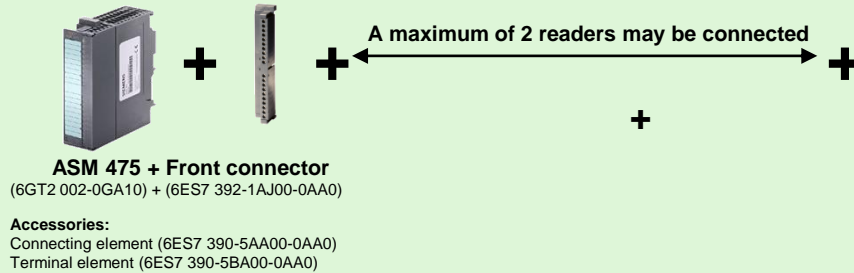 A maximum of 2 readers may be connected
+ + +
+
ASM 475 + Front connector
(6GT2 002-0GA10) + (6ES7 392-1AJ00-0AA0)
Accessories:
Connecting element (6ES7 390-5AA00-0AA0)
Terminal element (6ES7 390-5BA00-0AA0)